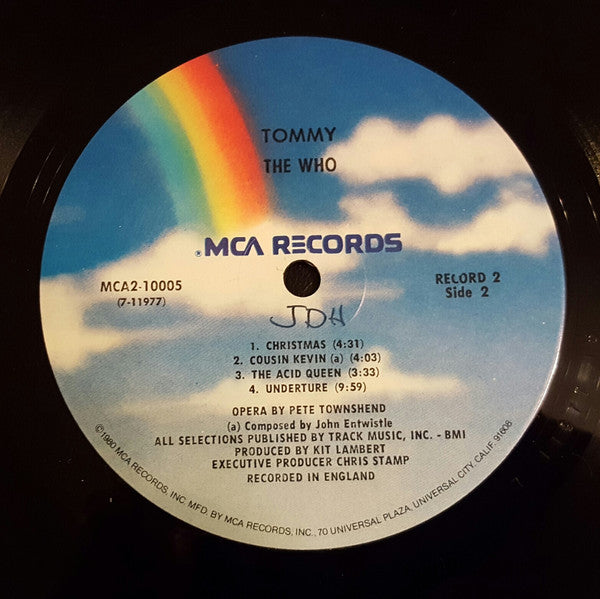 TOMMY
THE WHO
® MCA RECORDS
MCA2-10005
(7-11977)
RECORD 2
Side 2
JDH
1. CHRISTMAS (4:31)
2. COUSIN KEVIN (a) (4:03)
3. THE ACID QUEEN (3:33)
4. UNDERTURE (9:59)
OPERA BY PETE TOWNSHEND
(a) Composed by John Entwistle
ALL SELECTIONS PUBLISHED BY TRACK MUSIC, INC. - BMI
PRODUCED BY KIT LAMBERT
EXECUTIVE PRODUCER CHRIS STAMP
RECORDED IN ENGLAND
©1980 MCA RECORDS, INC. MFD. BY MCA RECORDS, INC., 70 UNIVERSAL PLAZA, UNIVERSAL CITY, CALIF. 91608